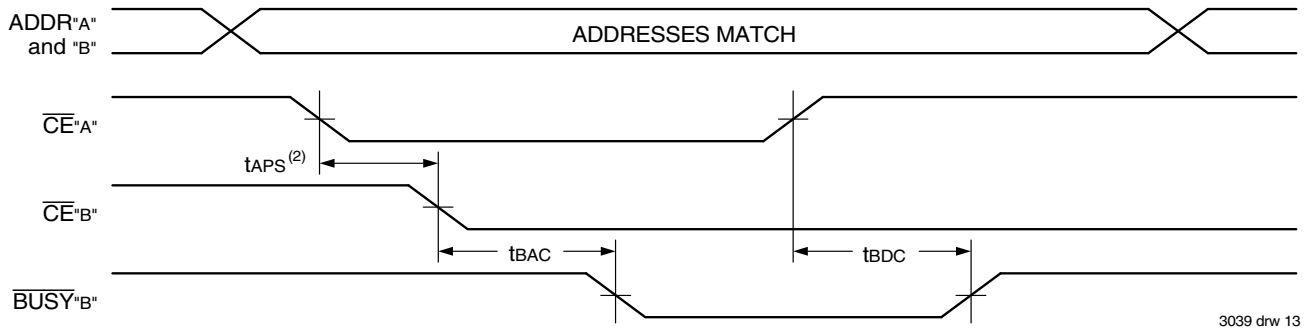 ADDR"A"
and "B"
ADDRESSES MATCH
CE"A"
tAPS(2)
CE"B"
tBAC
tBDC
BUSY"B"
3039 drw 13